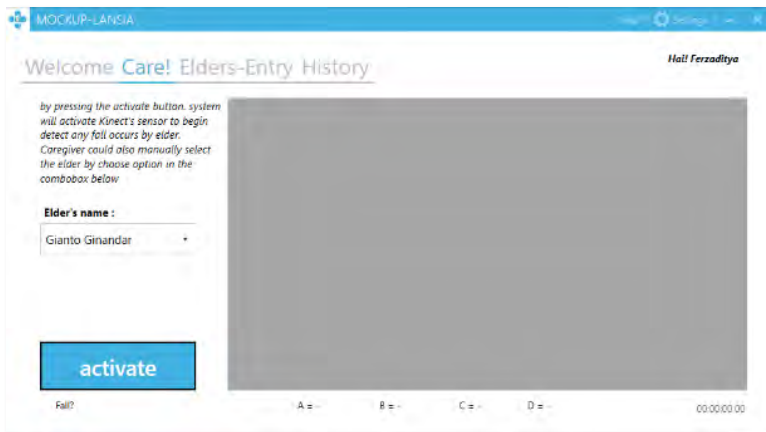 MOCKUP-LANSIA
Settings
Welcome Care! Elders-Entry History
Hai! Ferzaditya
by pressing the activate button. system
will activate Kinect's sensor to begin
detect any fall occurs by elder.
Caregiver could also manually select
the elder by choose option in the
combobox below
Elder's name :
Gianto Ginandar
activate
Fall?
A = -
B = -
C = -
D = -
00:00:00.00